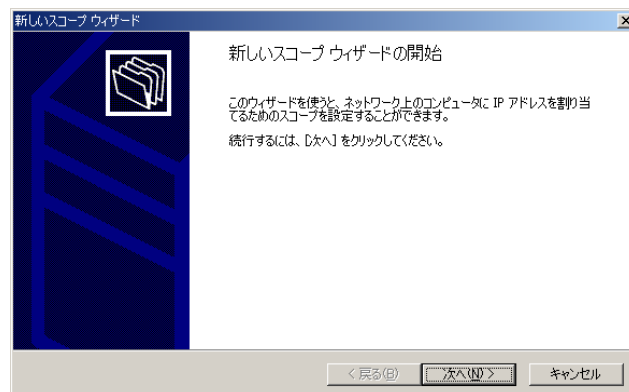 新しいスコープ ウィザード
新しいスコープ ウィザードの開始
このウィザードを使うと、ネットワーク上のコンピュータに IP アドレスを割り当
てるためのスコープを設定することができます。
続行するには、[次へ] をクリックしてください。
< 戻る(B)
次へ(N) >
キャンセル